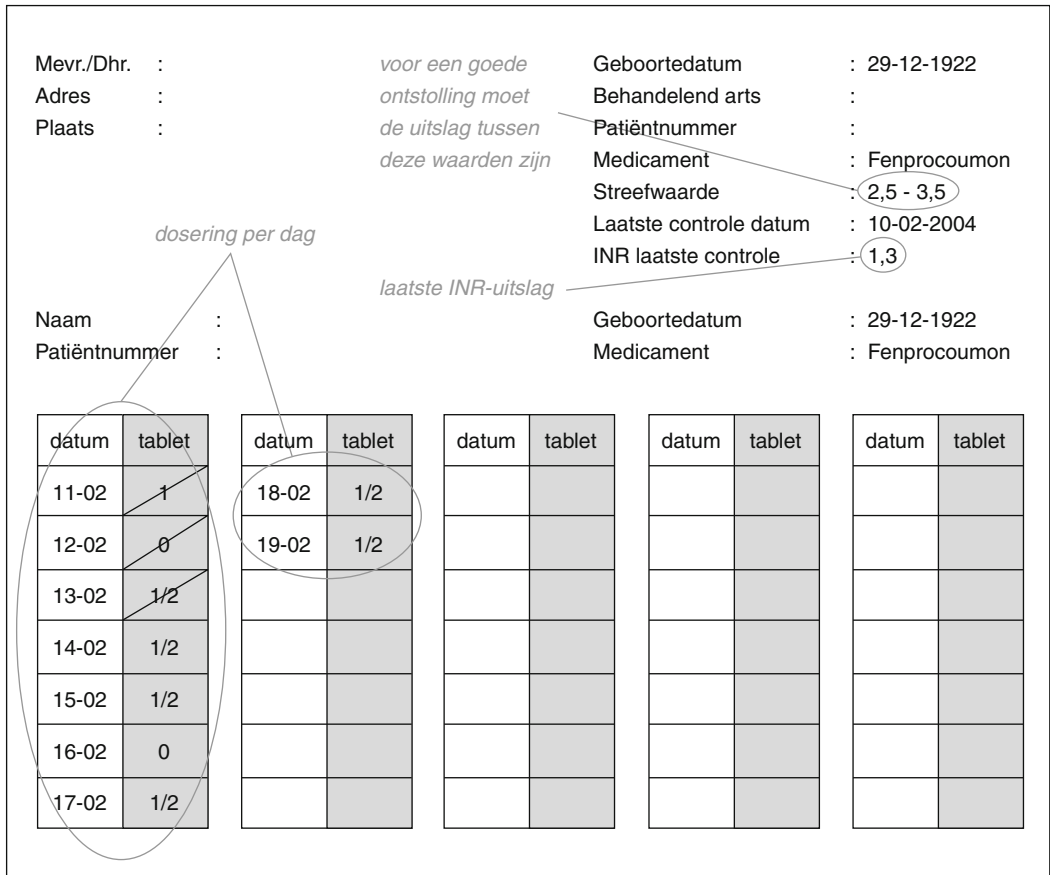 Mevr./Dhr. : voor een goede Geboortedatum : 29-12-1922
Adres : ontstolling moet Behandelend arts :
Plaats : de uitslag tussen Patiëntnummer :
deze waarden zijn Medicament : Fenprocoumon
Streefwaarde : 2,5 - 3,5
Laatste controle datum : 10-02-2004
dosering per dag
INR laatste controle : 1,3
laatste INR-uitslag
Naam : Geboortedatum : 29-12-1922
Patiëntnummer : Medicament : Fenprocoumon
datum tablet datum tablet datum tablet datum tablet datum tablet
11-02 1 18-02 1/2
12-02 0 19-02 1/2
13-02 1/2
14-02 1/2
15-02 1/2
16-02 0
17-02 1/2